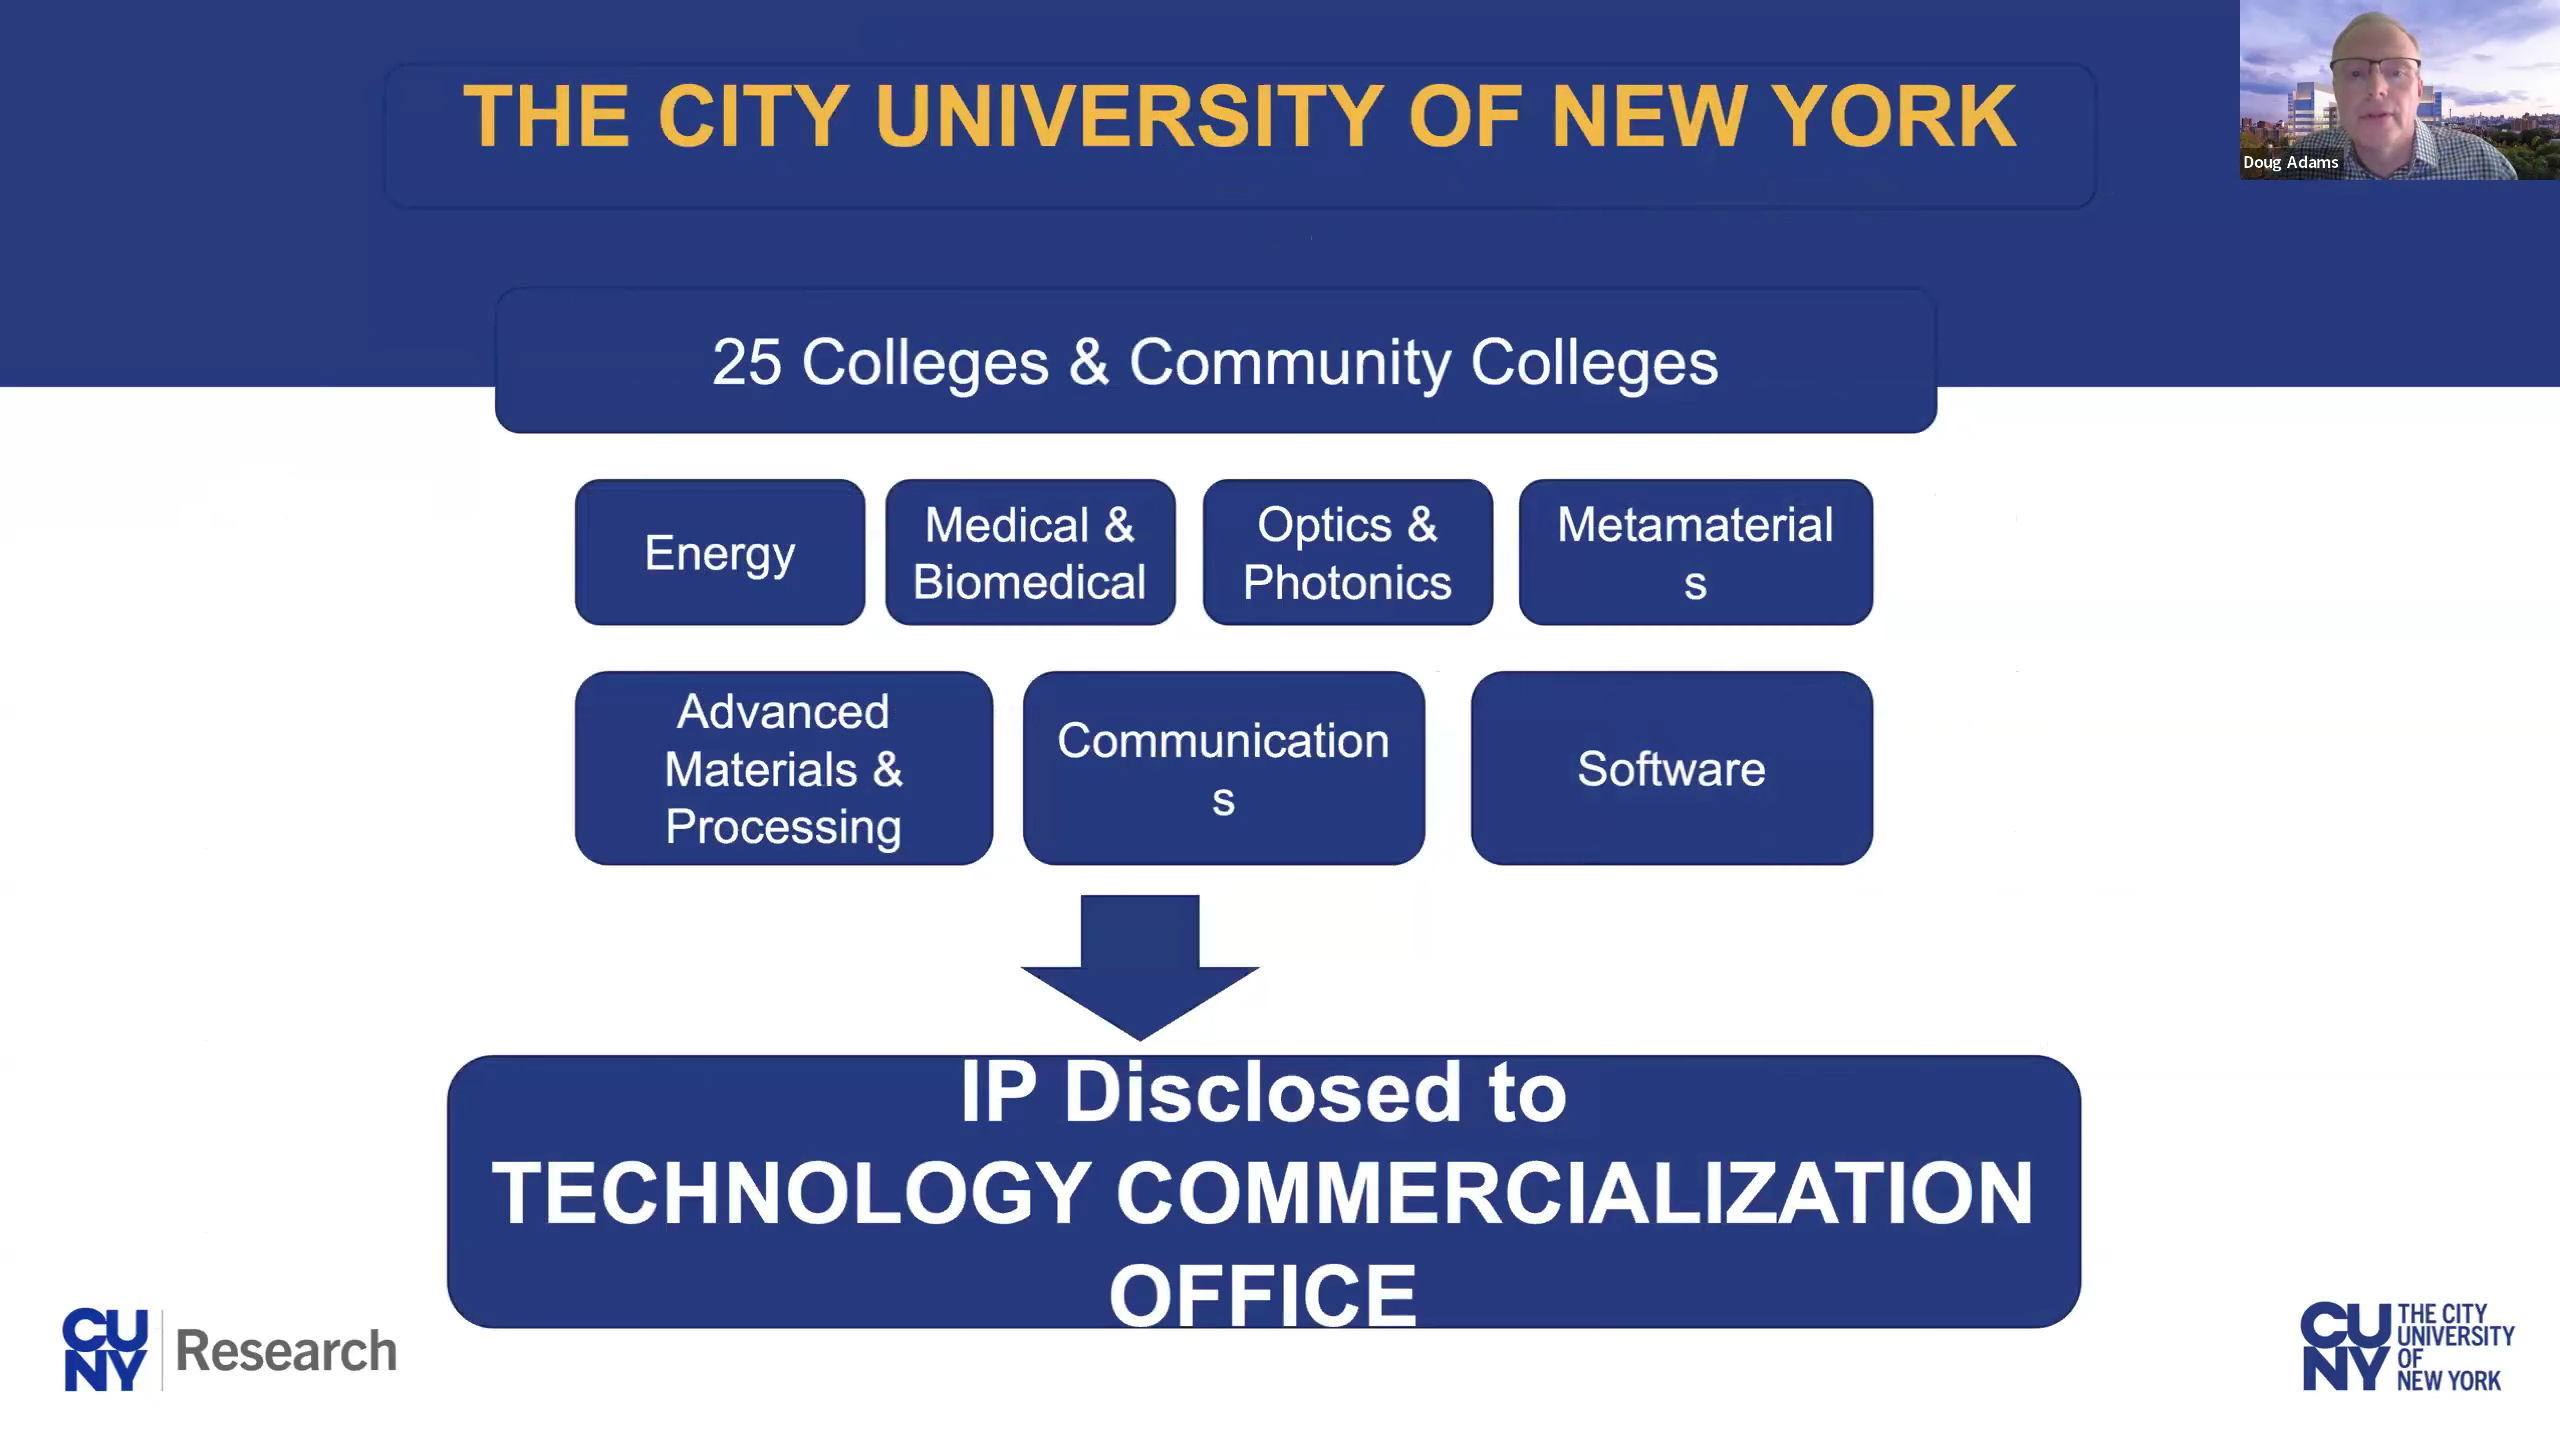 THE CITY UNIVERSITY OF NEW YORK
Doug Adams
25 Colleges & Community Colleges
Energy
Medical &
Biomedical
Optics &
Photonics
Metamaterial
s
Advanced
Materials &
Processing
Communication
s
Software
IP Disclosed to
TECHNOLOGY COMMERCIALIZATION
OFFICE
CU
NY
Research
CU
NY
THE CITY
UNIVERSITY
OF
NEW YORK